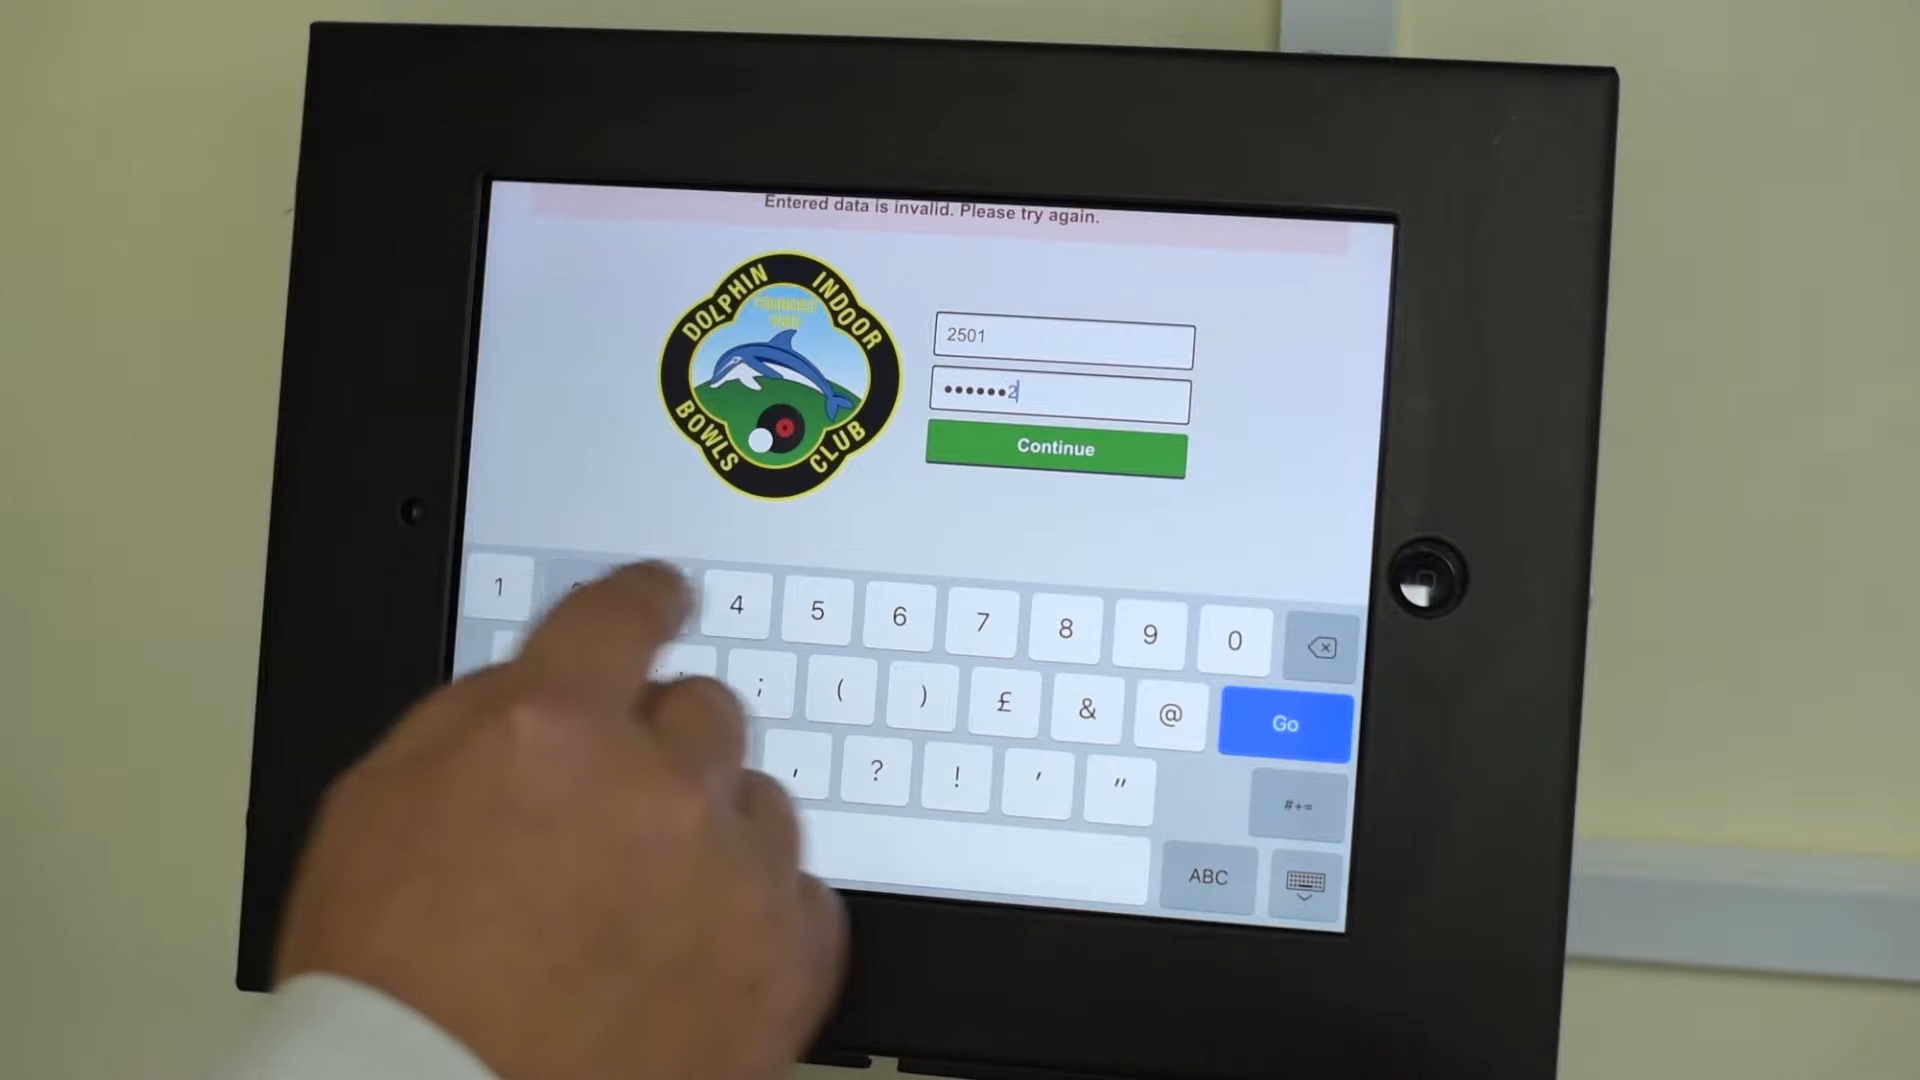 Entered data is invalid. Please try again.
DOLPHIN INDOOR
BOWLS CLUB
2501
••••••2
Continue
1 4 5 6 7 8 9 0
; ( ) £ & @ Go
, ? ! ' " #+=
ABC